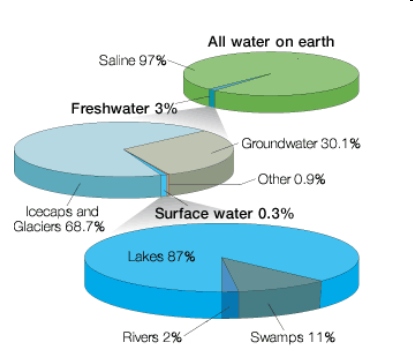 All water on earth
Saline 97%
Freshwater 3%
Groundwater 30.1%
Other 0.9%
Icecaps and
Glaciers 68.7%
Surface water 0.3%
Lakes 87%
Rivers 2%
Swamps 11%